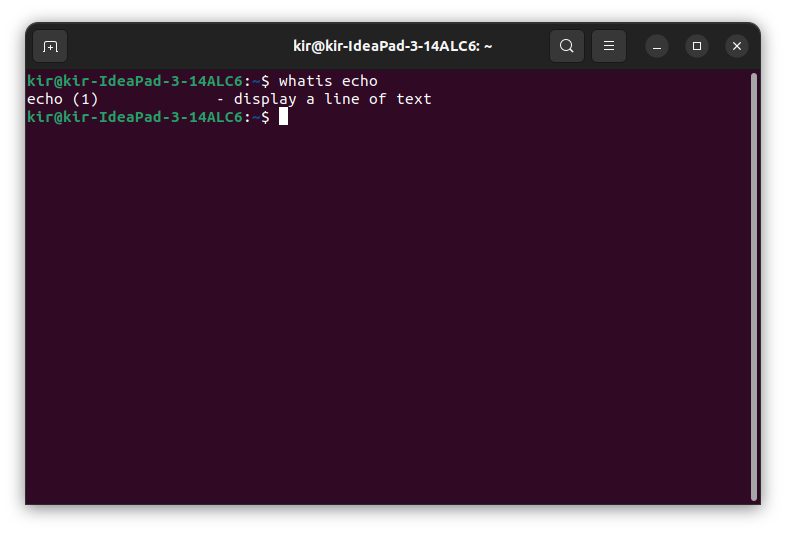 kir@kir-IdeaPad-3-14ALC6: ~
kir@kir-IdeaPad-3-14ALC6:~$ whatis echo
echo (1)             - display a line of text
kir@kir-IdeaPad-3-14ALC6:~$